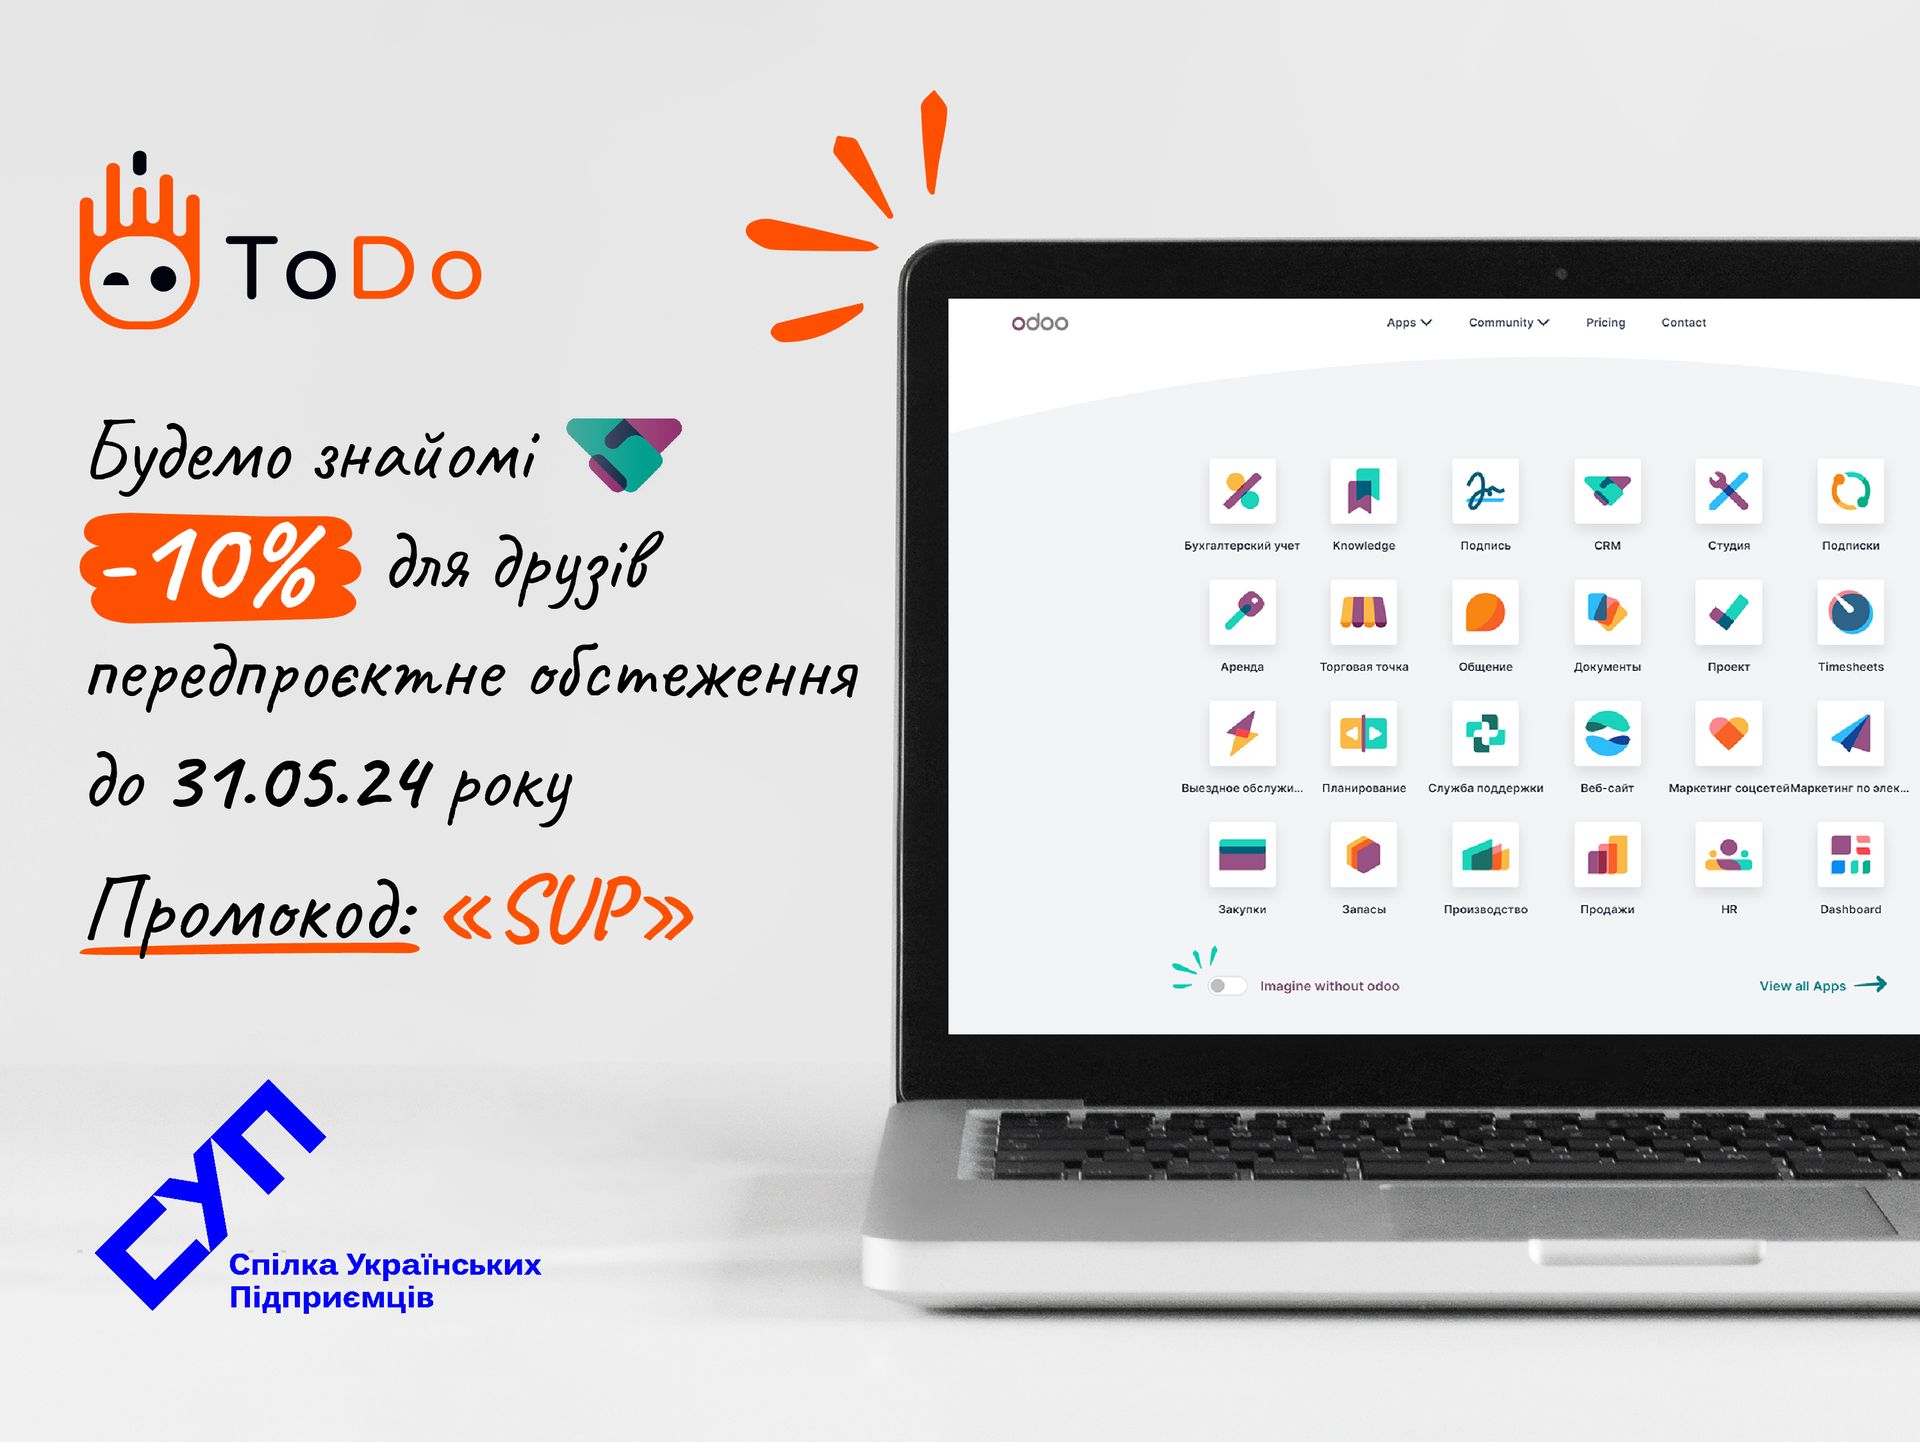 ToDo
Будемо знайомі
-10% для друзів
передпроєктне обстеження
до 31.05.24 року
Промокод: «SUP»
СУП
Спілка Українських
Підприємців
odoo
Apps Community Pricing Contact
Бухгалтерский учет Knowledge Подпись CRM Студия Подписки
Аренда Торговая точка Общение Документы Проект Timesheets
Выездное обслужи... Планирование Служба поддержки Веб-сайт Маркетинг соцсетей Маркетинг по элек...
Закупки Запасы Производство Продажи HR Dashboard
Imagine without odoo View all Apps